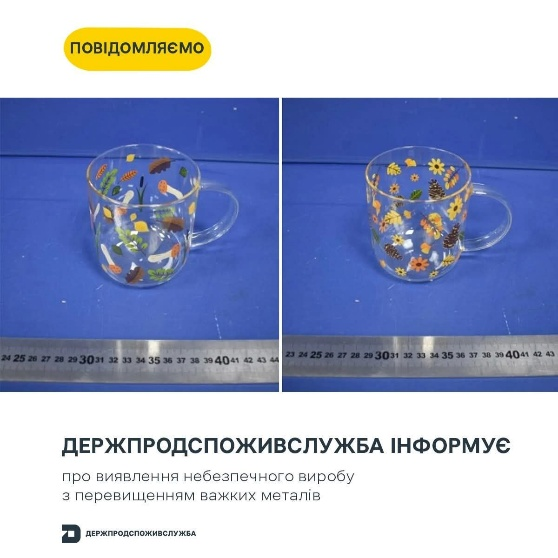 ПОВІДОМЛЯЄМО
24 25 26 27 28 29 30 31 32 33 34 35 36 37 38 39 40 41 42 43 44
23 24 25 26 27 28 29 30 31 32 33 34 35 36 37 38 39 40 41 42 43
ДЕРЖПРОДСПОЖИВСЛУЖБА ІНФОРМУЄ
про виявлення небезпечного виробу
з перевищенням важких металів
ДЕРЖПРОДСПОЖИВСЛУЖБА